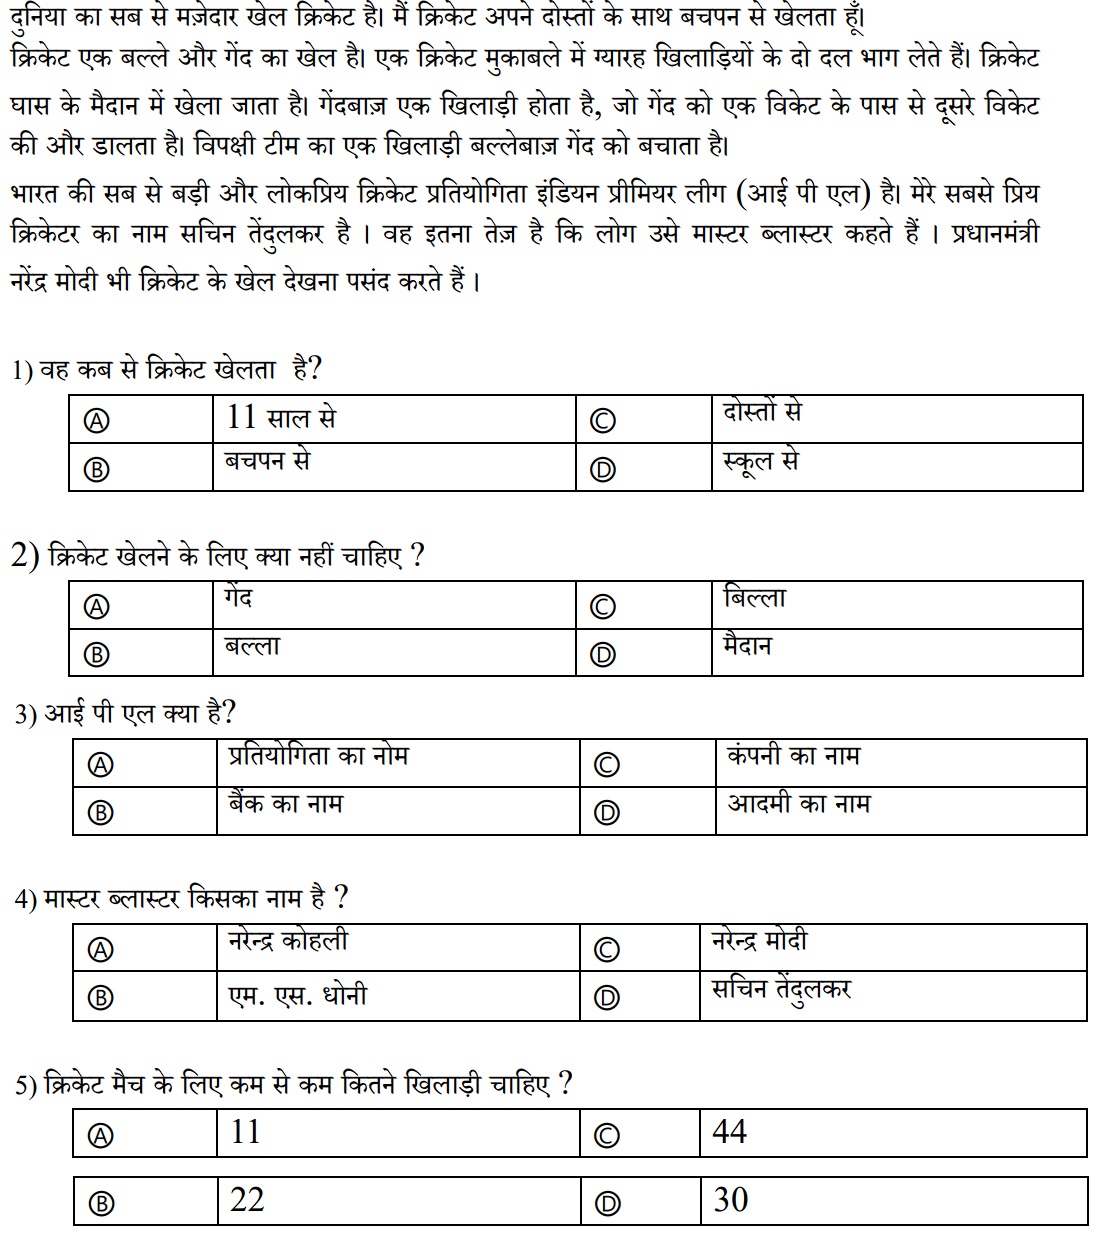 दुनिया का सब से मज़ेदार खेल क्रिकेट है। मैं क्रिकेट अपने दोस्तों के साथ बचपन से खेलता हूँ।
क्रिकेट एक बल्ले और गेंद का खेल है। एक क्रिकेट मुकाबले में ग्यारह खिलाड़ियों के दो दल भाग लेते हैं। क्रिकेट
घास के मैदान में खेला जाता है। गेंदबाज़ एक खिलाड़ी होता है, जो गेंद को एक विकेट के पास से दूसरे विकेट
की और डालता है। विपक्षी टीम का एक खिलाड़ी बल्लेबाज़ गेंद को बचाता है।
भारत की सब से बड़ी और लोकप्रिय क्रिकेट प्रतियोगिता इंडियन प्रीमियर लीग (आई पी एल) है। मेरे सबसे प्रिय
क्रिकेटर का नाम सचिन तेंदुलकर है । वह इतना तेज़ है कि लोग उसे मास्टर ब्लास्टर कहते हैं । प्रधानमंत्री
नरेंद्र मोदी भी क्रिकेट के खेल देखना पसंद करते हैं ।
1) वह कब से क्रिकेट खेलता है?
Ⓐ 11 साल से Ⓒ दोस्तों से
Ⓑ बचपन से Ⓓ स्कूल से
2) क्रिकेट खेलने के लिए क्या नहीं चाहिए ?
Ⓐ गेंद Ⓒ बिल्ला
Ⓑ बल्ला Ⓓ मैदान
3) आई पी एल क्या है?
Ⓐ प्रतियोगिता का नोम Ⓒ कंपनी का नाम
Ⓑ बैंक का नाम Ⓓ आदमी का नाम
4) मास्टर ब्लास्टर किसका नाम है ?
Ⓐ नरेन्द्र कोहली Ⓒ नरेन्द्र मोदी
Ⓑ एम. एस. धोनी Ⓓ सचिन तेंदुलकर
5) क्रिकेट मैच के लिए कम से कम कितने खिलाड़ी चाहिए ?
Ⓐ 11 Ⓒ 44
Ⓑ 22 Ⓓ 30